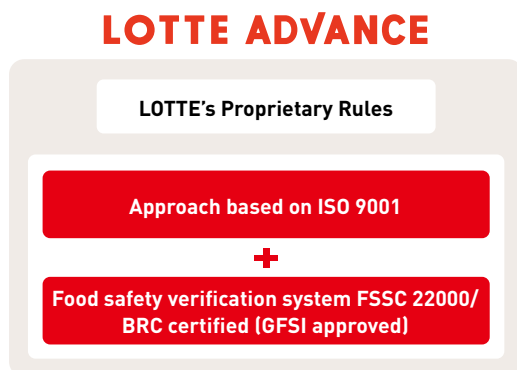 LOTTE ADVANCE
LOTTE’s Proprietary Rules
Approach based on ISO 9001
+
Food safety verification system FSSC 22000/
BRC certified (GFSI approved)